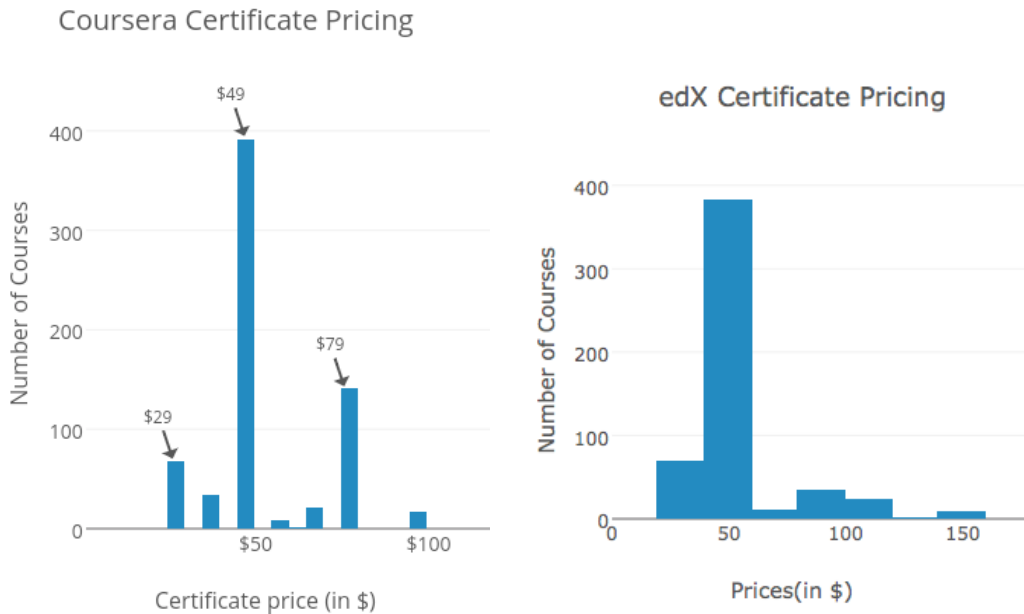 Coursera Certificate Pricing
$49
400
300
$79
200
$29
100
0
$50 $100
Number of Courses
Certificate price (in $)
edX Certificate Pricing
400
300
200
100
0
0 50 100 150
Number of Courses
Prices(in $)